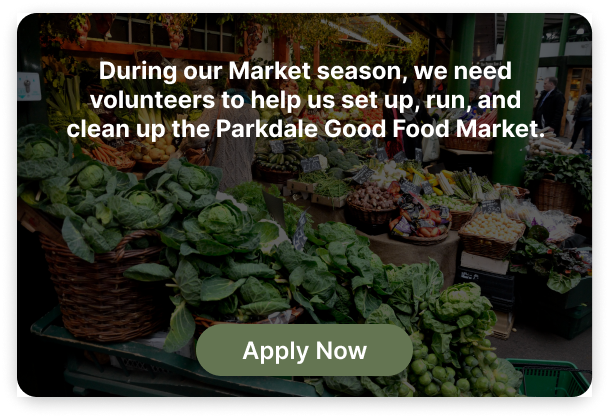 During our Market season, we need
volunteers to help us set up, run, and
clean up the Parkdale Good Food Market.
Apply Now